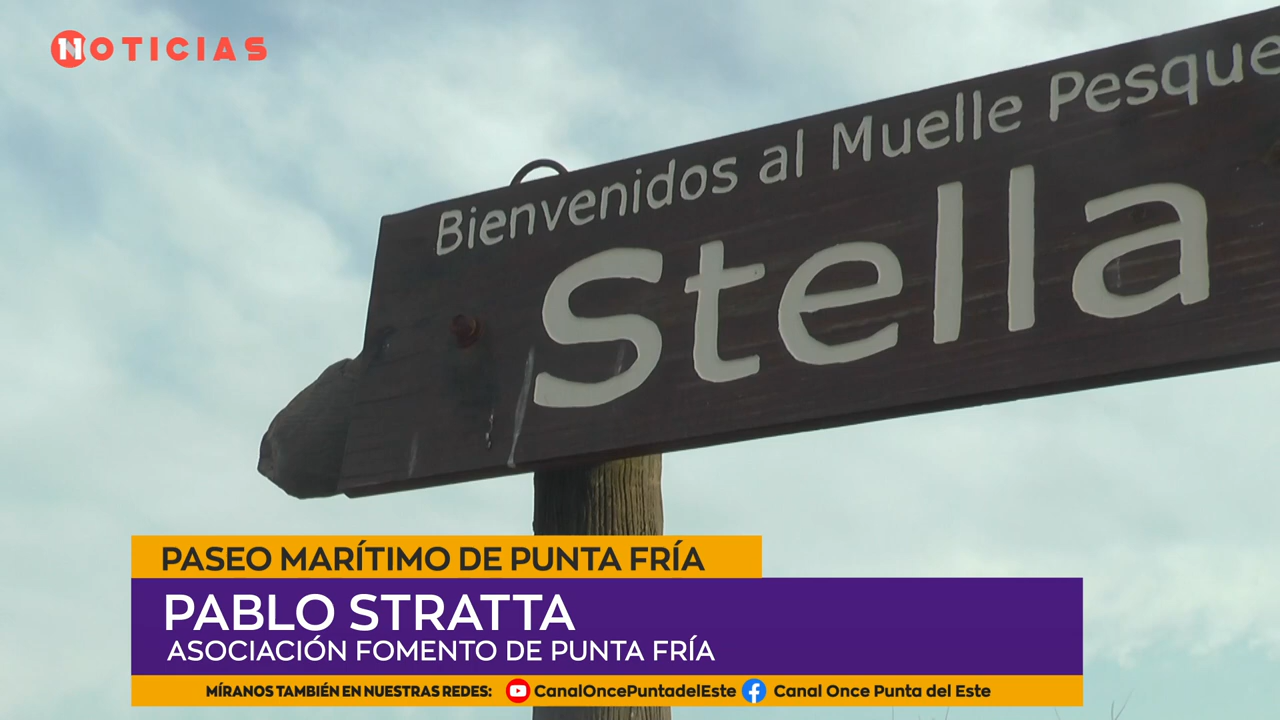 NOTICIAS
Bienvenidos al Muelle
Stella
PASEO MARÍTIMO DE PUNTA FRÍA
PABLO STRATTA
ASOCIACIÓN FOMENTO DE PUNTA FRÍA
MÍRANOS TAMBIÉN EN NUESTRAS REDES: CanalOncePuntadelEste Canal Once Punta del Este